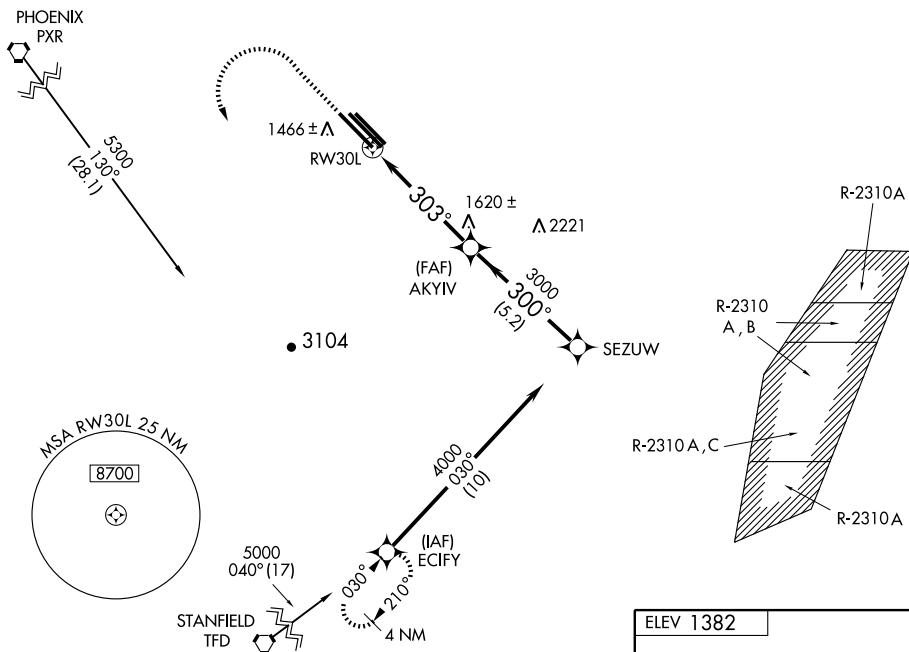 PHOENIX
PXR
5300
130°
(28.1)
1466 ±
RW30L
303°
1620 ±
2221
(FAF)
AKYIV
3000
300°
(5.2)
SEZUW
3104
R-2310A
R-2310
A, B
R-2310 A, C
R-2310 A
MSA RW30L 25 NM
8700
4000
030°
(10)
(IAF)
ECIFY
5000
040° (17)
030°
210°
4 NM
STANFIELD
TFD
ELEV 1382